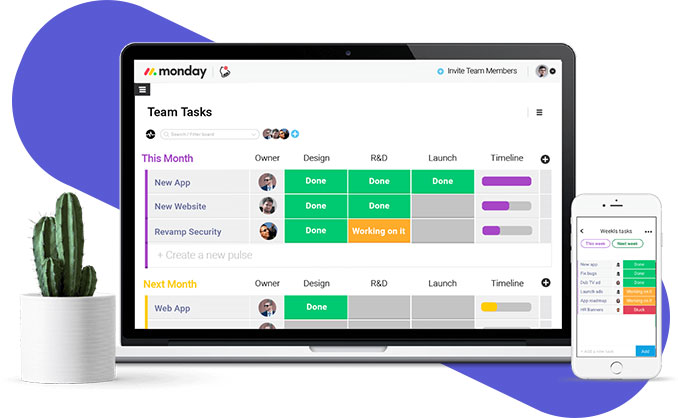 monday
Invite Team Members
Team Tasks
Search / Filter board
This Month Owner Design R&D Launch Timeline
New App Done Done Done
New Website Done Done
Revamp Security Done Working on it
+ Create a new pulse
Next Month Owner Design R&D Launch Timeline
Web App Done
Weekls tasks
This week Next week
New app Done
Fix bugs Done
Dub TV ad Done
Launch ads Working on it
App roadmap Working on it
HR Banners Stuck
+ Add a new task Add